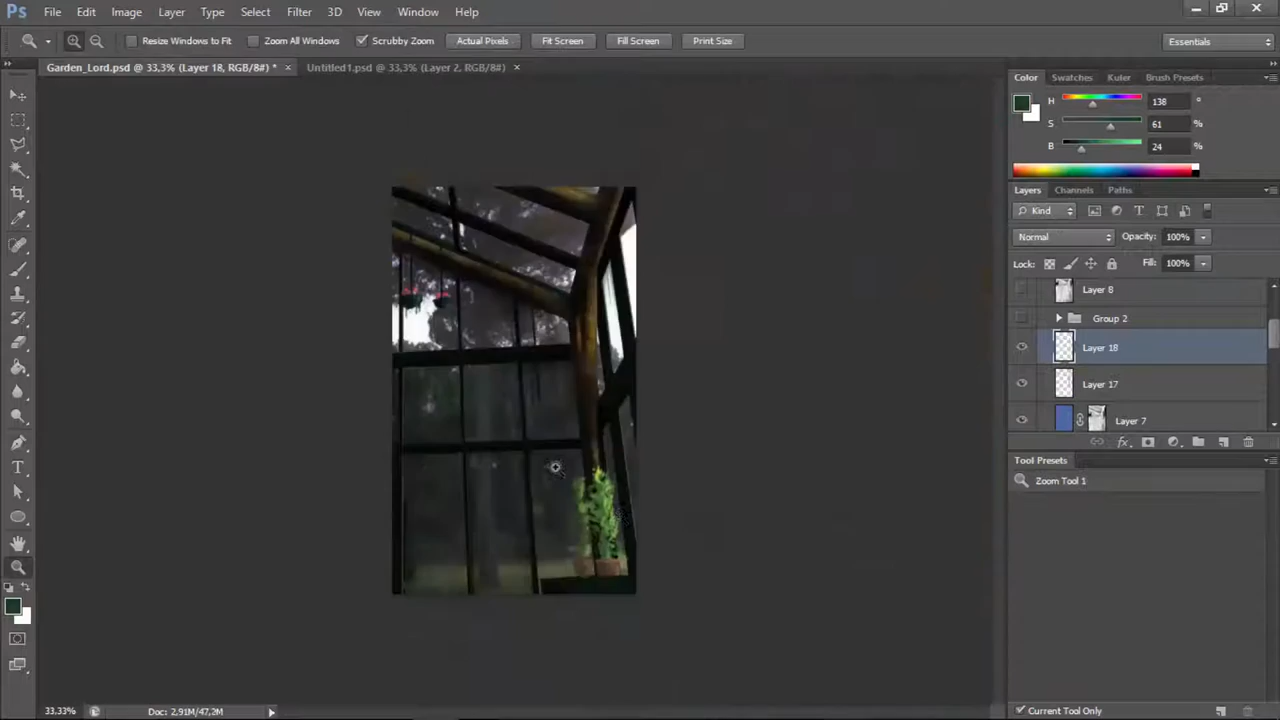 Ps File Edit Image Layer Type Select Filter 3D View Window Help
Resize Windows to Fit Zoom All Windows Scrubby Zoom Actual Pixels Fit Screen Fill Screen Print Size Essentials
Garden_Lord.psd @ 33,3% (Layer 18, RGB/8#) * × Untitled1.psd @ 33,3% (Layer 2, RGB/8#) ×
Color Swatches Kuler Brush Presets
H 138 °
S 61 %
B 24 %
Layers Channels Paths
Kind
Normal Opacity: 100%
Lock: Fill: 100%
Layer 8
Group 2
Layer 18
Layer 17
Layer 7
fx
Tool Presets
Zoom Tool 1
33,33% Doc: 2,91M/47,2M
Current Tool Only